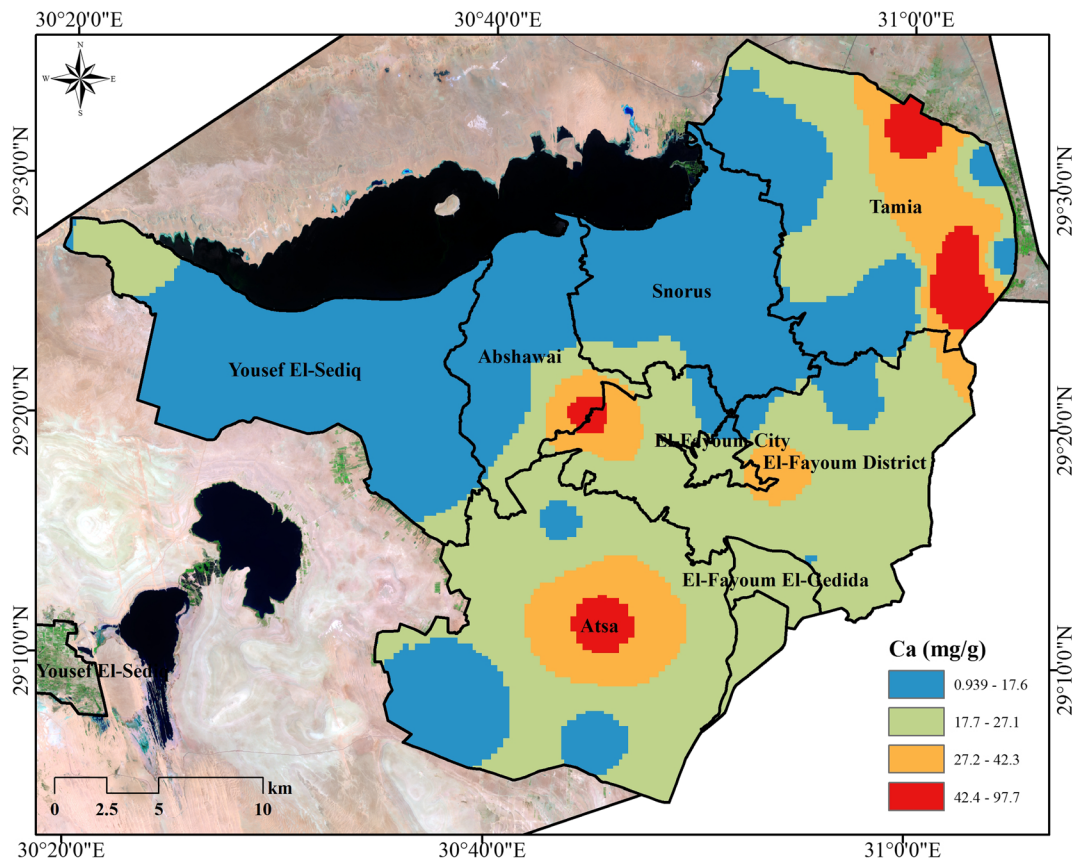 30°20'0"E 30°40'0"E 31°0'0"E
N
W E
S
29°30'0"N
29°30'0"N
Tamia
Snorus
Abshawai
Yousef El-Sediq
29°20'0"N
29°20'0"N
El-Fayoum City
El-Fayoum District
El-Fayoum El-Gedida
Atsa
29°10'0"N
29°10'0"N
Yousef El-Sed
Ca (mg/g)
0.939 - 17.6
17.7 - 27.1
27.2 - 42.3
42.4 - 97.7
km
0 2.5 5 10
30°20'0"E 30°40'0"E 31°0'0"E